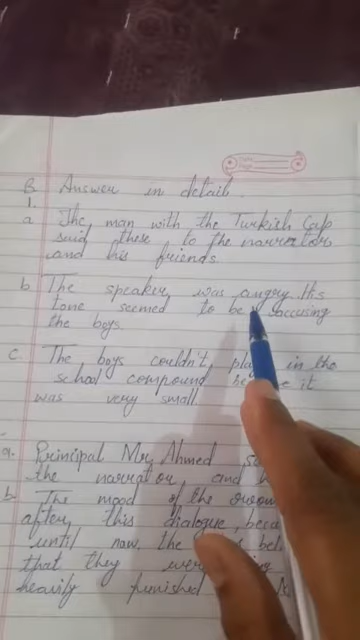 B Answer in detail.
1.
a The man with the Turkish Cap
said these to the narrator
and his friends.
b The speaker was angry. His
tone seemed to be accusing
the boys.
c. The boys couldn't play in the
school compound it
was very small
a. Principal Mr. Ahmed,
the narrator, and
b. The mood of the
after this dialogue,
until now, the
that they were
heavily punished